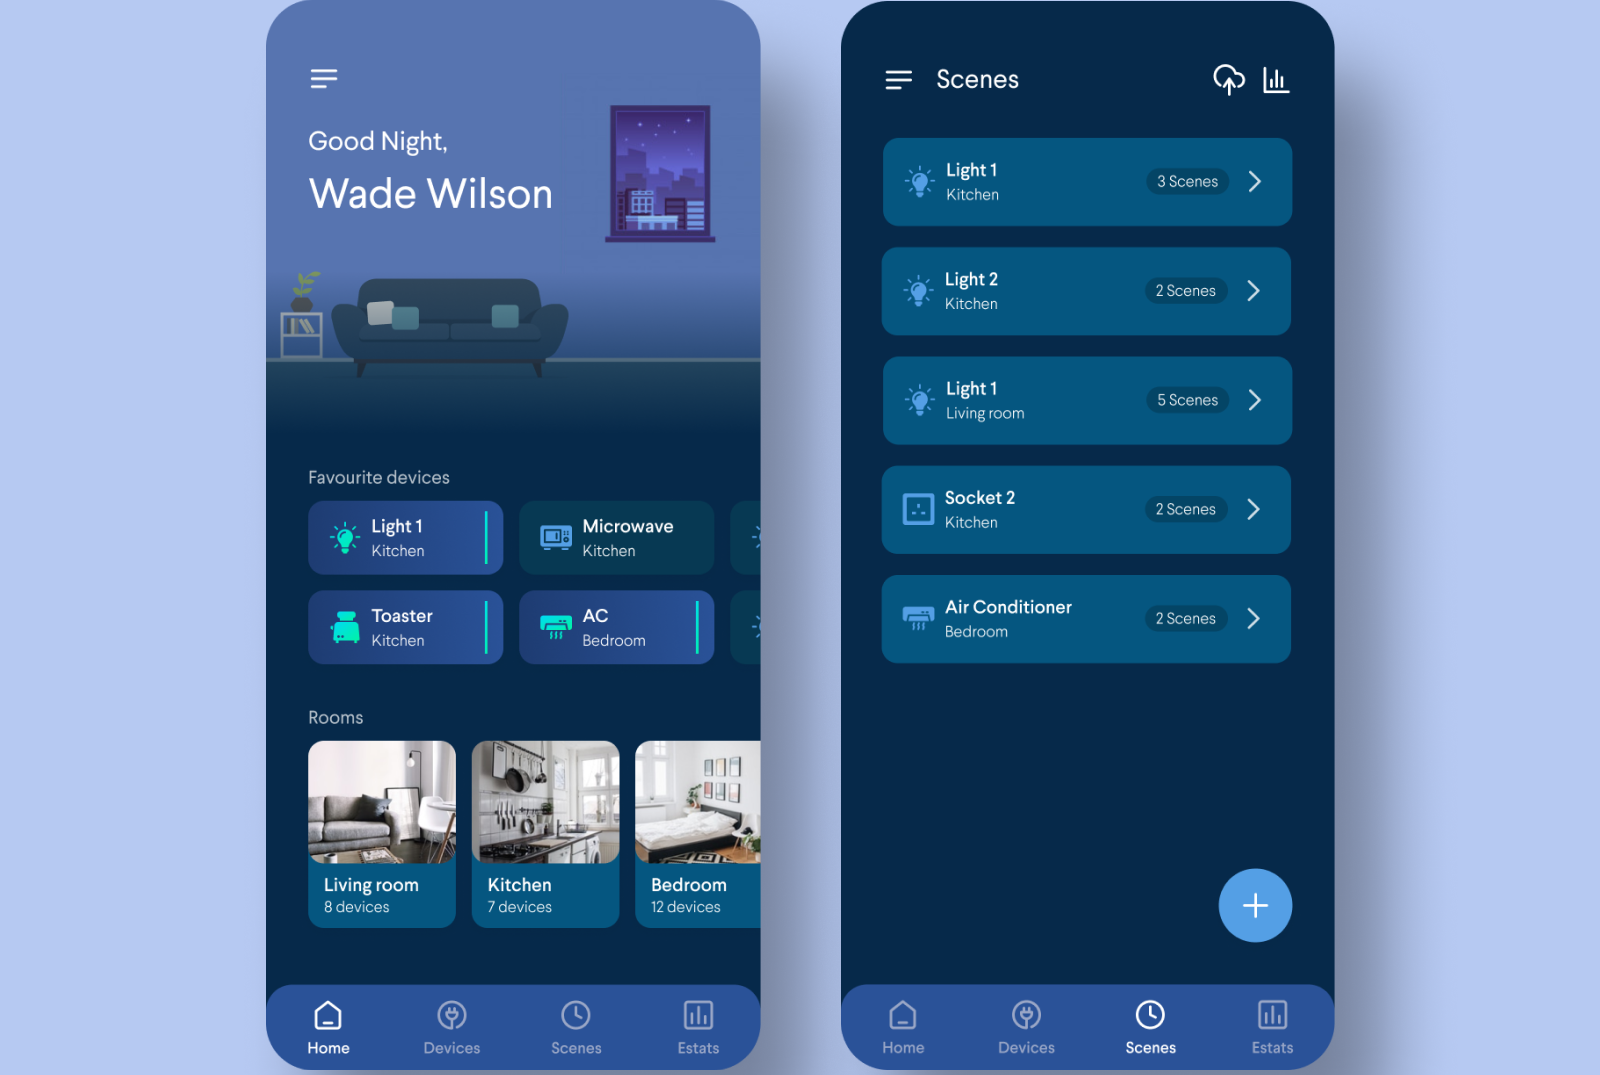 Good Night,
Wade Wilson
Favourite devices
Light 1
Kitchen
Microwave
Kitchen
Toaster
Kitchen
AC
Bedroom
Rooms
Living room
8 devices
Kitchen
7 devices
Bedroom
12 devices
Home
Devices
Scenes
Estats
Scenes
Light 1
Kitchen
3 Scenes
Light 2
Kitchen
2 Scenes
Light 1
Living room
5 Scenes
Socket 2
Kitchen
2 Scenes
Air Conditioner
Bedroom
2 Scenes
Home
Devices
Scenes
Estats